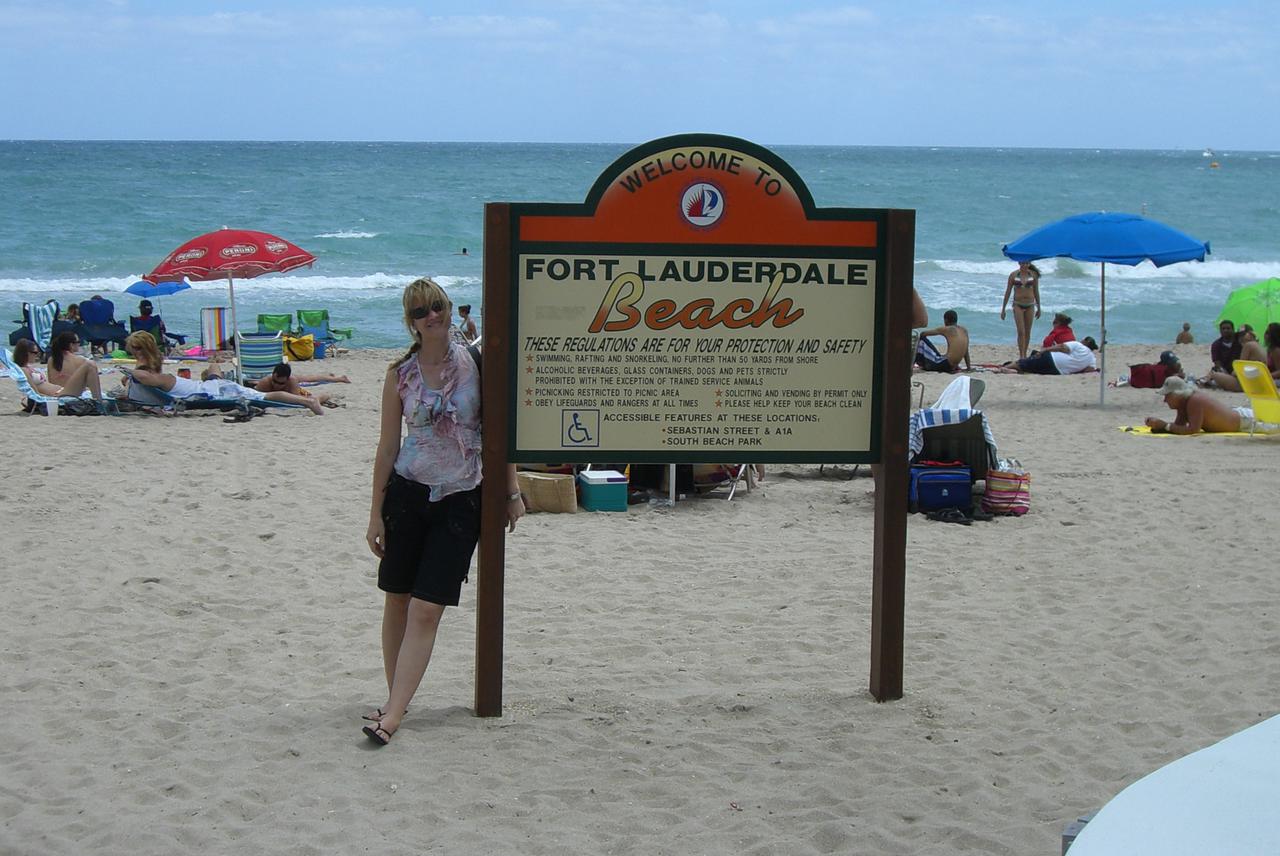 WELCOME TO
FORT LAUDERDALE
Beach
THESE REGULATIONS ARE FOR YOUR PROTECTION AND SAFETY
★ SWIMMING, RAFTING AND SNORKELING, NO FURTHER THAN 50 YARDS FROM SHORE
★ ALCOHOLIC BEVERAGES, GLASS CONTAINERS, DOGS AND PETS STRICTLY
PROHIBITED WITH THE EXCEPTION OF TRAINED SERVICE ANIMALS
★ PICNICKING RESTRICTED TO PICNIC AREA ★ SOLICITING AND VENDING BY PERMIT ONLY
★ OBEY LIFEGUARDS AND RANGERS AT ALL TIMES ★ PLEASE HELP KEEP YOUR BEACH CLEAN
ACCESSIBLE FEATURES AT THESE LOCATIONS:
• SEBASTIAN STREET & A1A
• SOUTH BEACH PARK
PERONI
PERONI